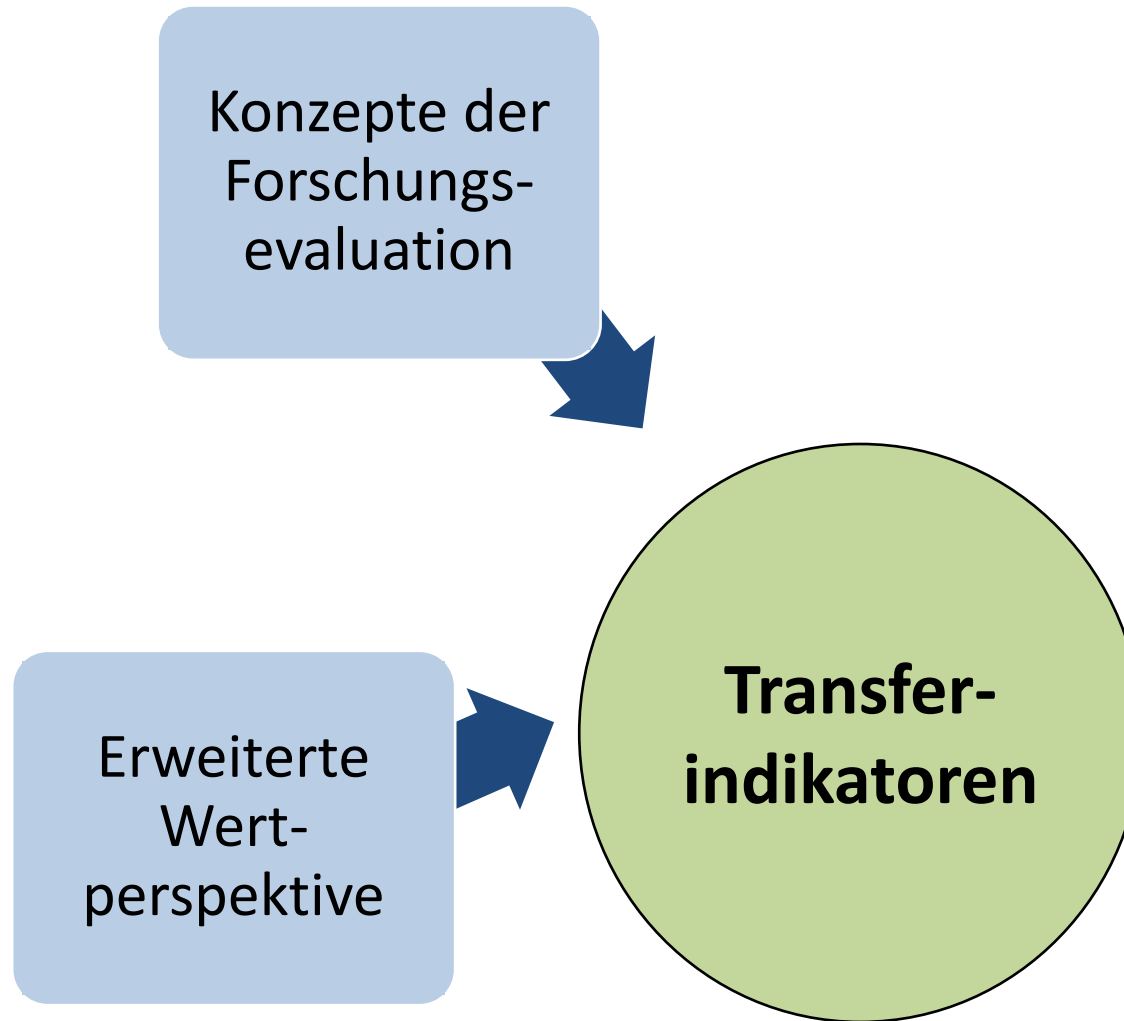 Konzepte der
Forschungs-
evaluation
Transfer-
indikatoren
Erweiterte
Wert-
perspektive